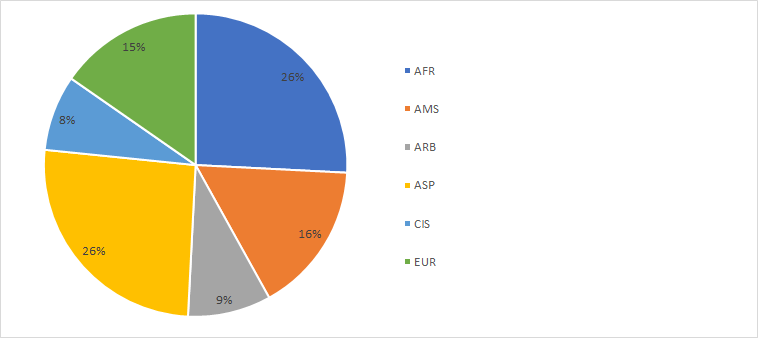 15%
26%
8%
26%
16%
9%
AFR
AMS
ARB
ASP
CIS
EUR